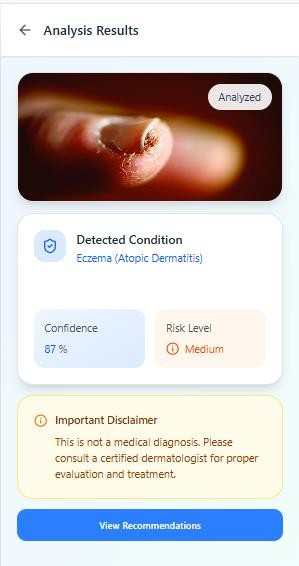 Analysis Results
Analyzed
Detected Condition
Eczema (Atopic Dermatitis)
Confidence
87 %
Risk Level
Medium
Important Disclaimer
This is not a medical diagnosis. Please
consult a certified dermatologist for proper
evaluation and treatment.
View Recommendations